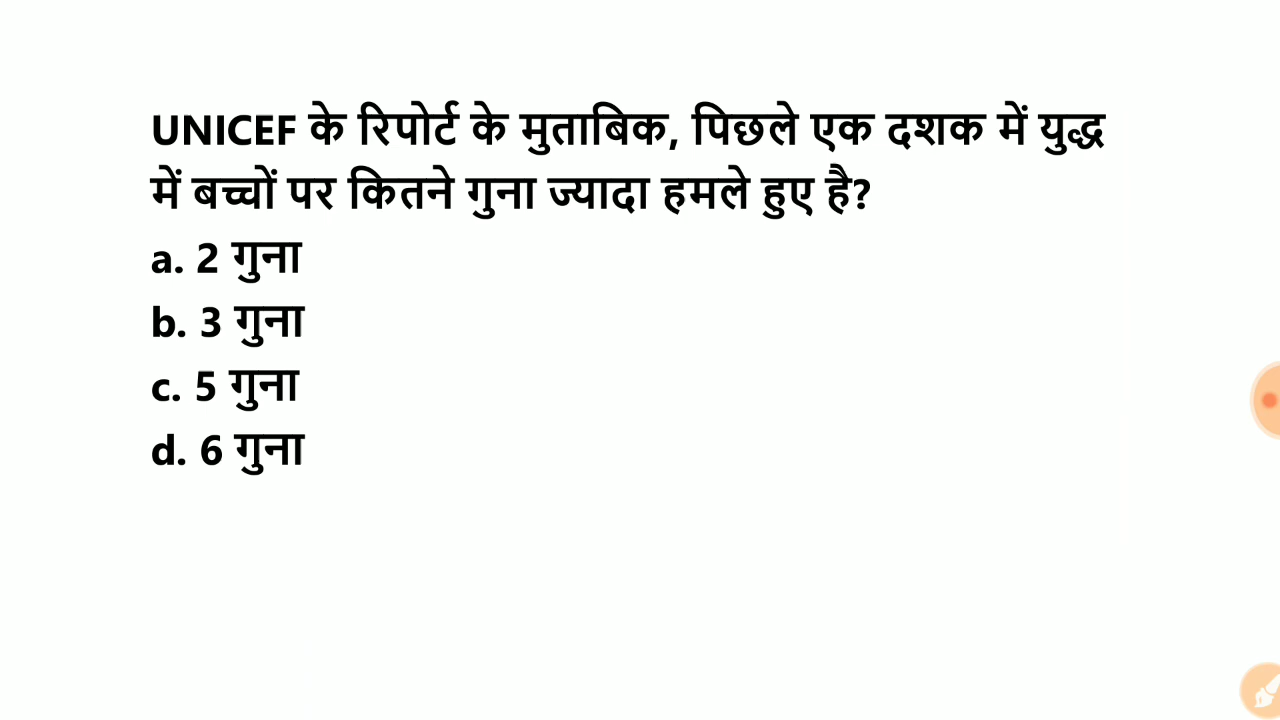 UNICEF के रिपोर्ट के मुताबिक, पिछले एक दशक में युद्ध
में बच्चों पर कितने गुना ज्यादा हमले हुए है?
a. 2 गुना
b. 3 गुना
c. 5 गुना
d. 6 गुना